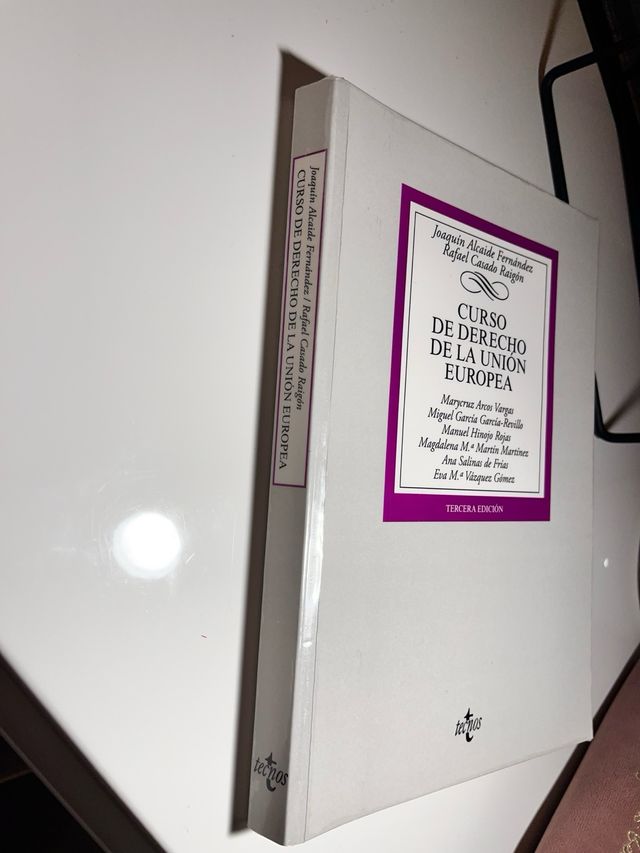 Joaquín Alcaide Fernández / Rafael Casado Raigón
CURSO DE DERECHO DE LA UNIÓN EUROPEA
tecnos
Joaquín Alcaide Fernández
Rafael Casado Raigón
CURSO
DE DERECHO
DE LA UNIÓN
EUROPEA
Marycruz Arcos Vargas
Miguel García García-Revillo
Manuel Hinojo Rojas
Magdalena M.ª Martín Martínez
Ana Salinas de Frías
Eva M.ª Vázquez Gómez
TERCERA EDICIÓN
tecnos